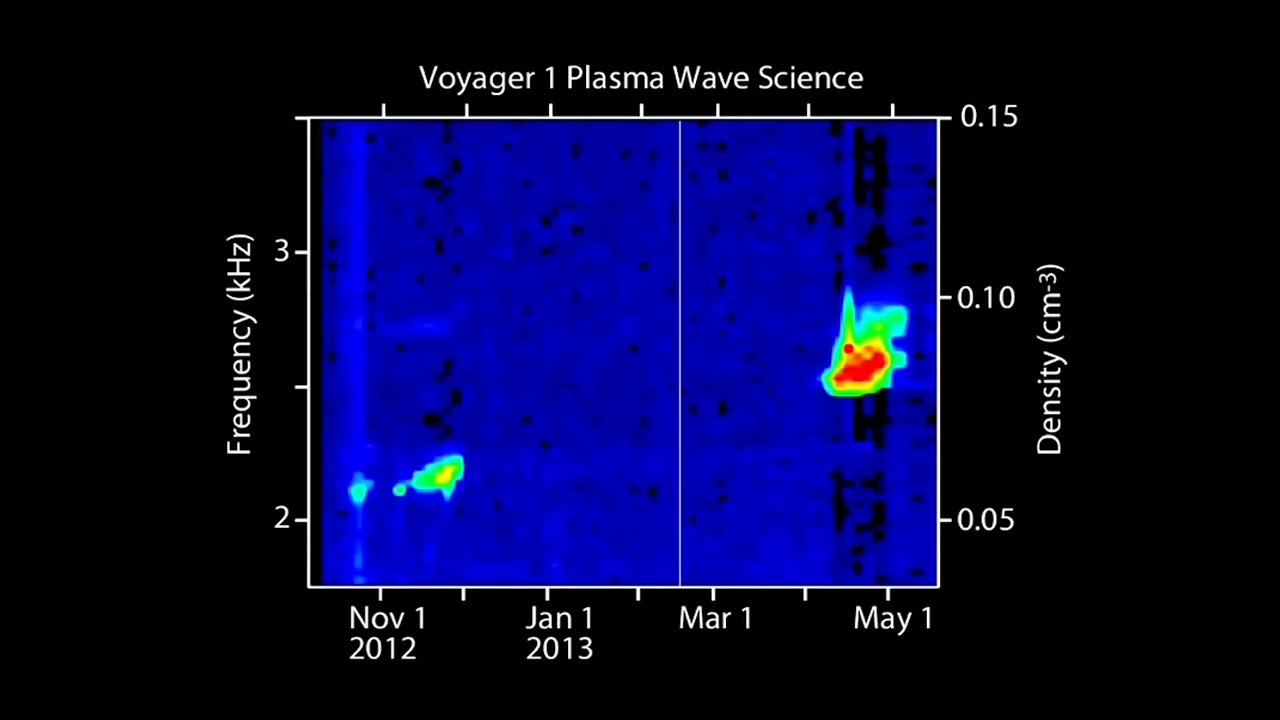 Voyager 1 Plasma Wave Science
0.15
3
0.10
Frequency (kHz)
Density (cm-3)
2
0.05
Nov 1
2012
Jan 1
2013
Mar 1
May 1